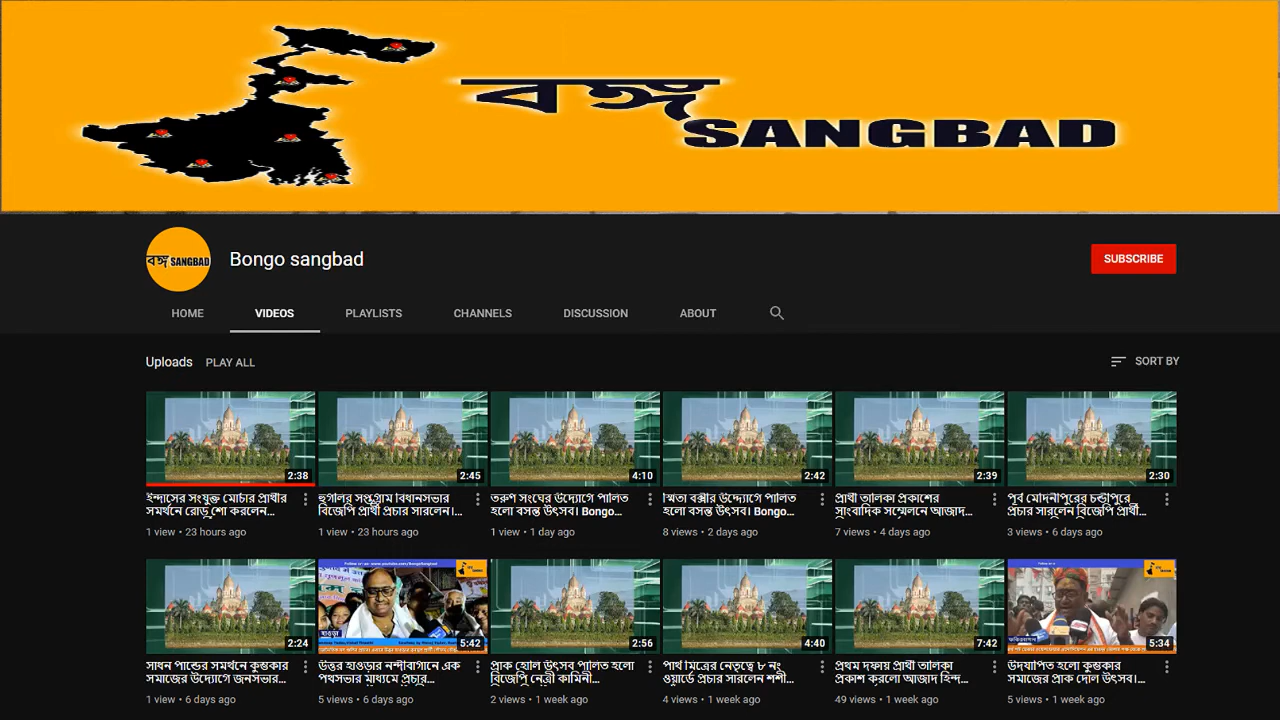 বঙ্গ
SANGBAD
বঙ্গ SANGBAD
Bongo sangbad
SUBSCRIBE
HOME VIDEOS PLAYLISTS CHANNELS DISCUSSION ABOUT
Uploads PLAY ALL SORT BY
2:38 2:45 4:10 2:42 2:39 2:30
ইন্দাসের সংযুক্ত মোর্চার প্রার্থীর
সমর্থনে রোড শো করলেন...
1 view • 23 hours ago
হুগলির সপ্তগ্রাম বিধানসভার
বিজেপি প্রার্থী প্রচার সারলেন।...
1 view • 23 hours ago
তরুণ সংঘের উদ্যোগে পালিত
হলো বসন্ত উৎসব। Bongo...
1 view • 1 day ago
স্মিতা বক্সীর উদ্দ্যোগে পালিত
হলো বসন্ত উৎসব। Bongo...
8 views • 2 days ago
প্রার্থী তালিকা প্রকাশের
সাংবাদিক সম্মেলনে আজাদ...
7 views • 4 days ago
পূর্ব মেদিনীপুরের চন্ডীপুরে
প্রচার সারলেন বিজেপি প্রার্থী...
3 views • 6 days ago
2:24 5:42 2:56 4:40 7:42 5:34
সাধন পান্ডের সমর্থনে কুম্ভকার
সমাজের উদ্যোগে জনসভার...
1 view • 6 days ago
হাওড়া
উত্তর হাওড়ার নন্দীবাগানে এক
পথসভার মাধ্যমে প্রচার...
5 views • 6 days ago
প্রাক হোলি উৎসব পালিত হলো
বিজেপি নেত্রী কামিনী...
2 views • 1 week ago
পার্থ মিত্রের নেতৃত্বে ৮ নং
ওয়ার্ডে প্রচার সারলেন শশী...
4 views • 1 week ago
প্রথম দফায় প্রার্থী তালিকা
প্রকাশ করলো আজাদ হিন্দ...
49 views • 1 week ago
উদযাপিত হলো কুম্ভকার
সমাজের প্রাক দোল উৎসব।...
5 views • 1 week ago